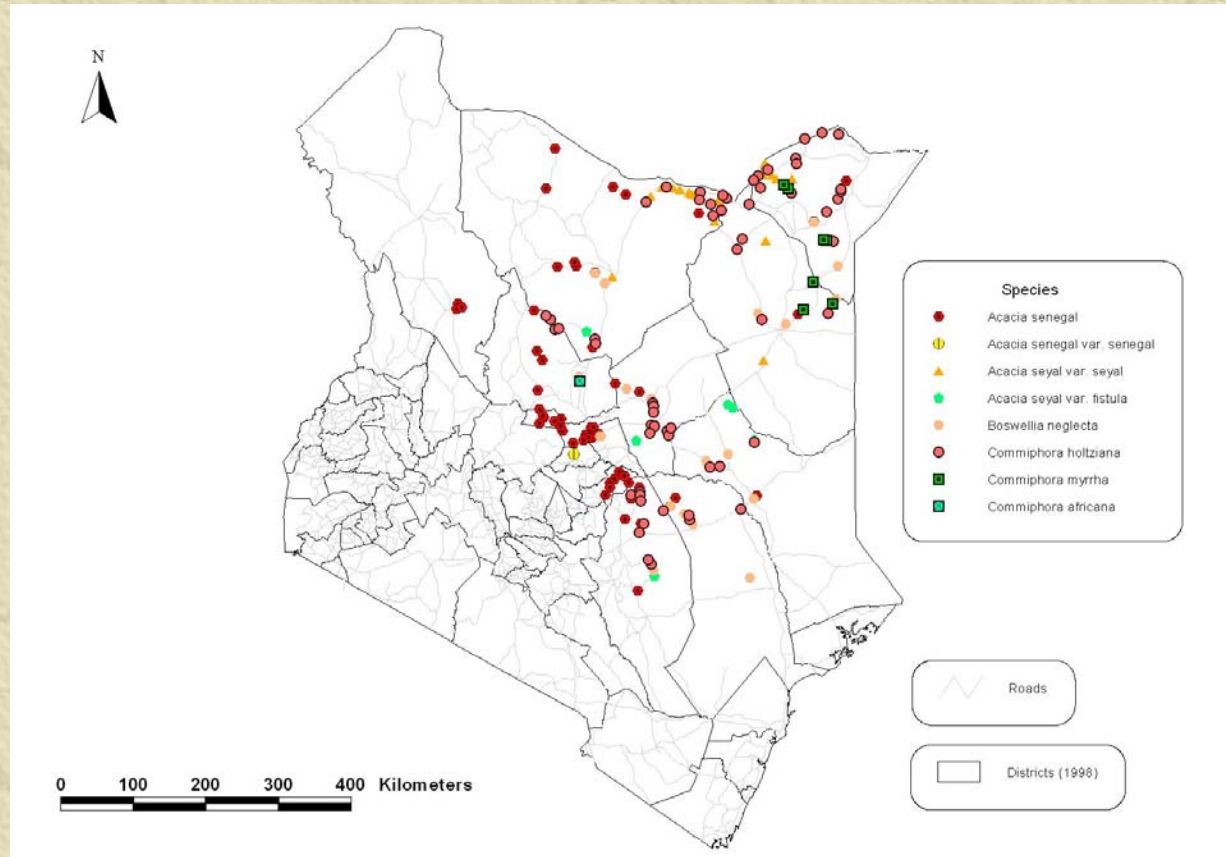 N
Species
Acacia senegal
Acacia senegal var. senegal
Acacia seyal var. seyal
Acacia seyal var. fistula
Boswellia neglecta
Commiphora holtziana
Commiphora myrrha
Commiphora africana
Roads
Districts (1998)
0 100 200 300 400 Kilometers